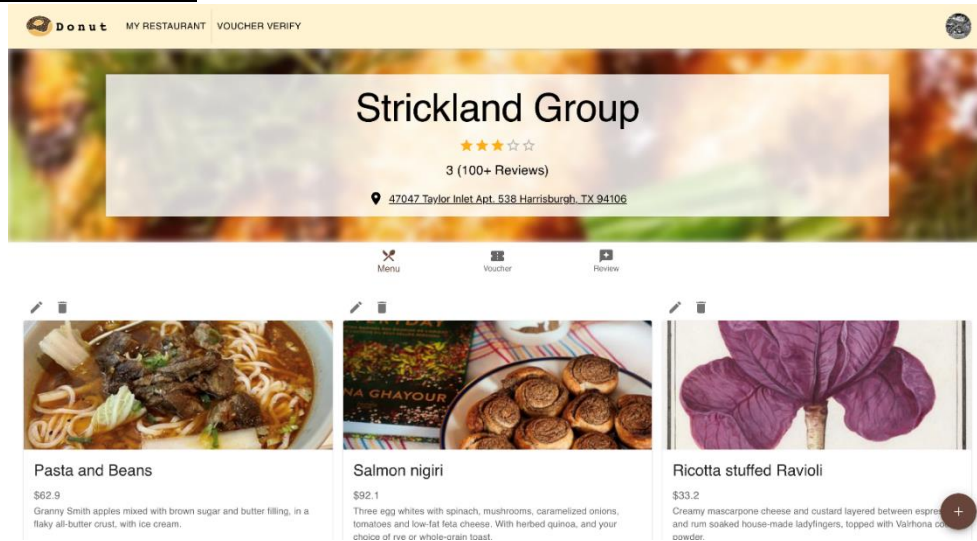 Donut MY RESTAURANT VOUCHER VERIFY
Strickland Group
3 (100+ Reviews)
47047 Taylor Inlet Apt. 538 Harrisburgh, TX 94106
Menu Voucher Review
NA GHAYOUR
Pasta and Beans
$62.9
Granny Smith apples mixed with brown sugar and butter filling, in a
flaky all-butter crust, with ice cream.
Salmon nigiri
$92.1
Three egg whites with spinach, mushrooms, caramelized onions,
tomatoes and low-fat feta cheese. With herbed quinoa, and your
choice of rye or whole-grain toast.
Ricotta stuffed Ravioli
$33.2
Creamy mascarpone cheese and custard layered between
and rum soaked house-made ladyfingers, topped with Valrhona
powder.
+